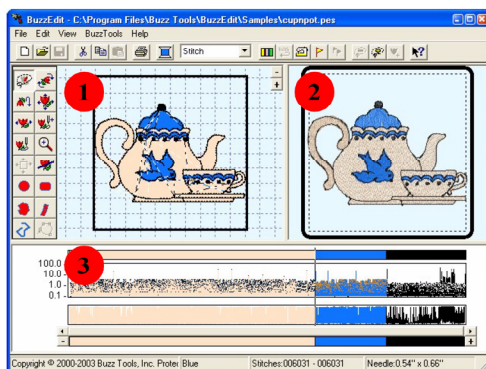 BuzzEdit - C:\Program Files\Buzz Tools\BuzzEdit\Samples\cupnpot.pes
File Edit View BuzzTools Help
Stitch
1
2
3
100.0
10.0
1.0
0.1
Copyright © 2000-2003 Buzz Tools, Inc. Protec Blue Stitches:006031 - 006031 Needle:0.54" x 0.66"